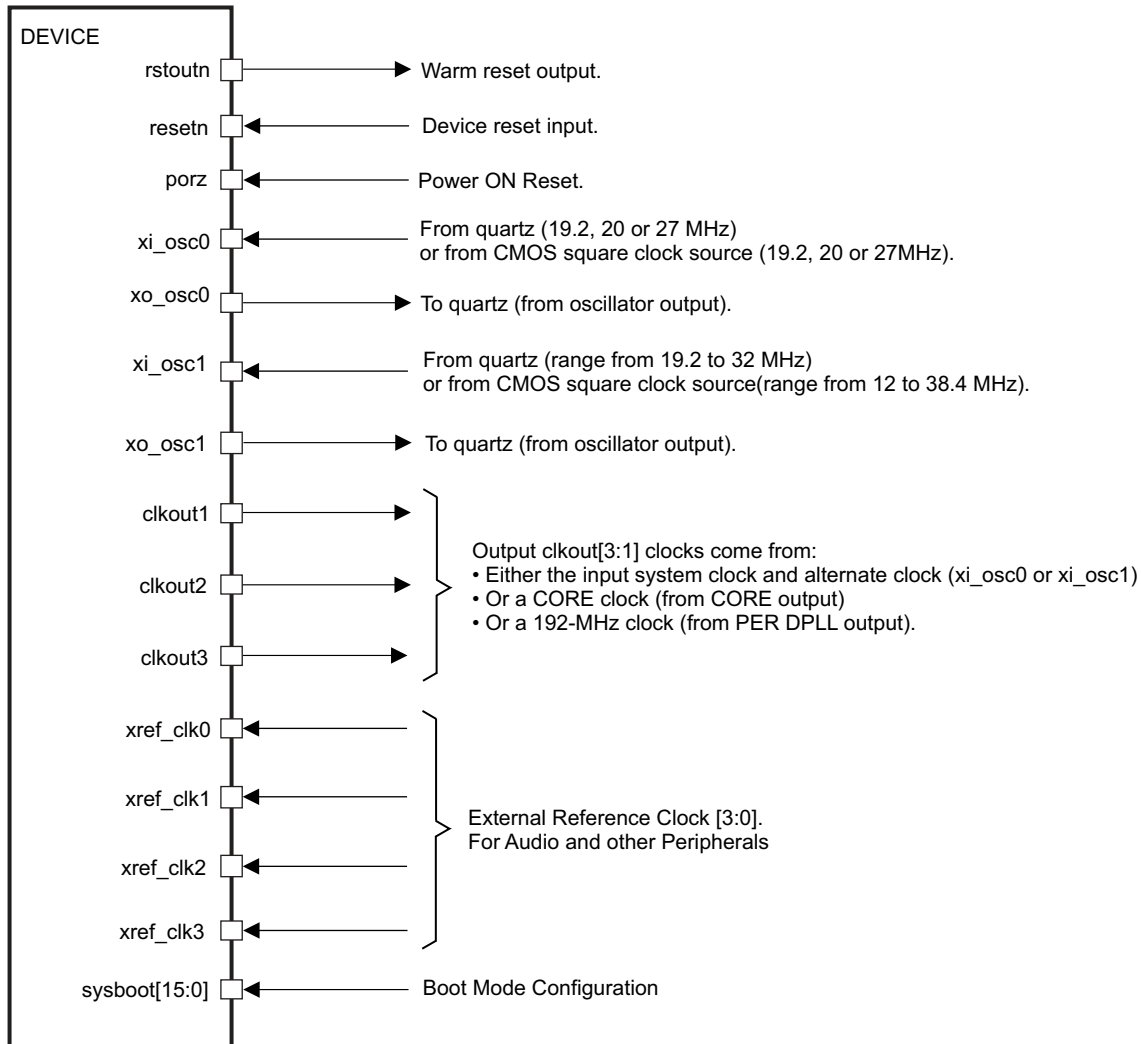 DEVICE
rstoutn
Warm reset output.
resetn
Device reset input.
porz
Power ON Reset.
xi_osc0
From quartz (19.2, 20 or 27 MHz)
or from CMOS square clock source (19.2, 20 or 27MHz).
xo_osc0
To quartz (from oscillator output).
xi_osc1
From quartz (range from 19.2 to 32 MHz)
or from CMOS square clock source(range from 12 to 38.4 MHz).
xo_osc1
To quartz (from oscillator output).
clkout1
clkout2
clkout3
Output clkout[3:1] clocks come from:
• Either the input system clock and alternate clock (xi_osc0 or xi_osc1)
• Or a CORE clock (from CORE output)
• Or a 192-MHz clock (from PER DPLL output).
xref_clk0
xref_clk1
xref_clk2
xref_clk3
External Reference Clock [3:0].
For Audio and other Peripherals
sysboot[15:0]
Boot Mode Configuration